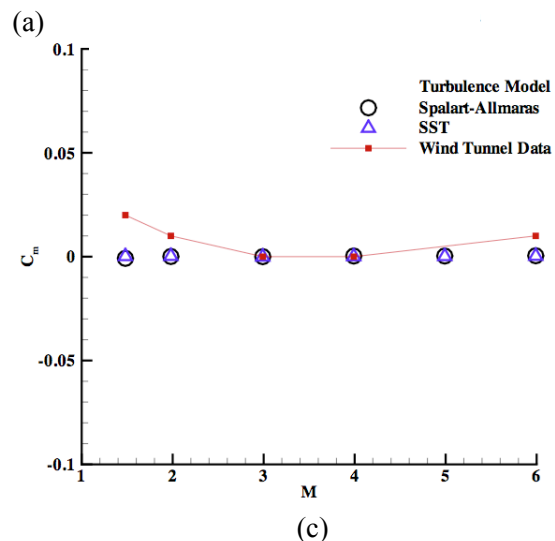 (a)
0.1
Turbulence Model
Spalart-Allmaras
SST
Wind Tunnel Data
0.05
0
-0.05
-0.1
C_m
1 2 3 4 5 6
M
(c)